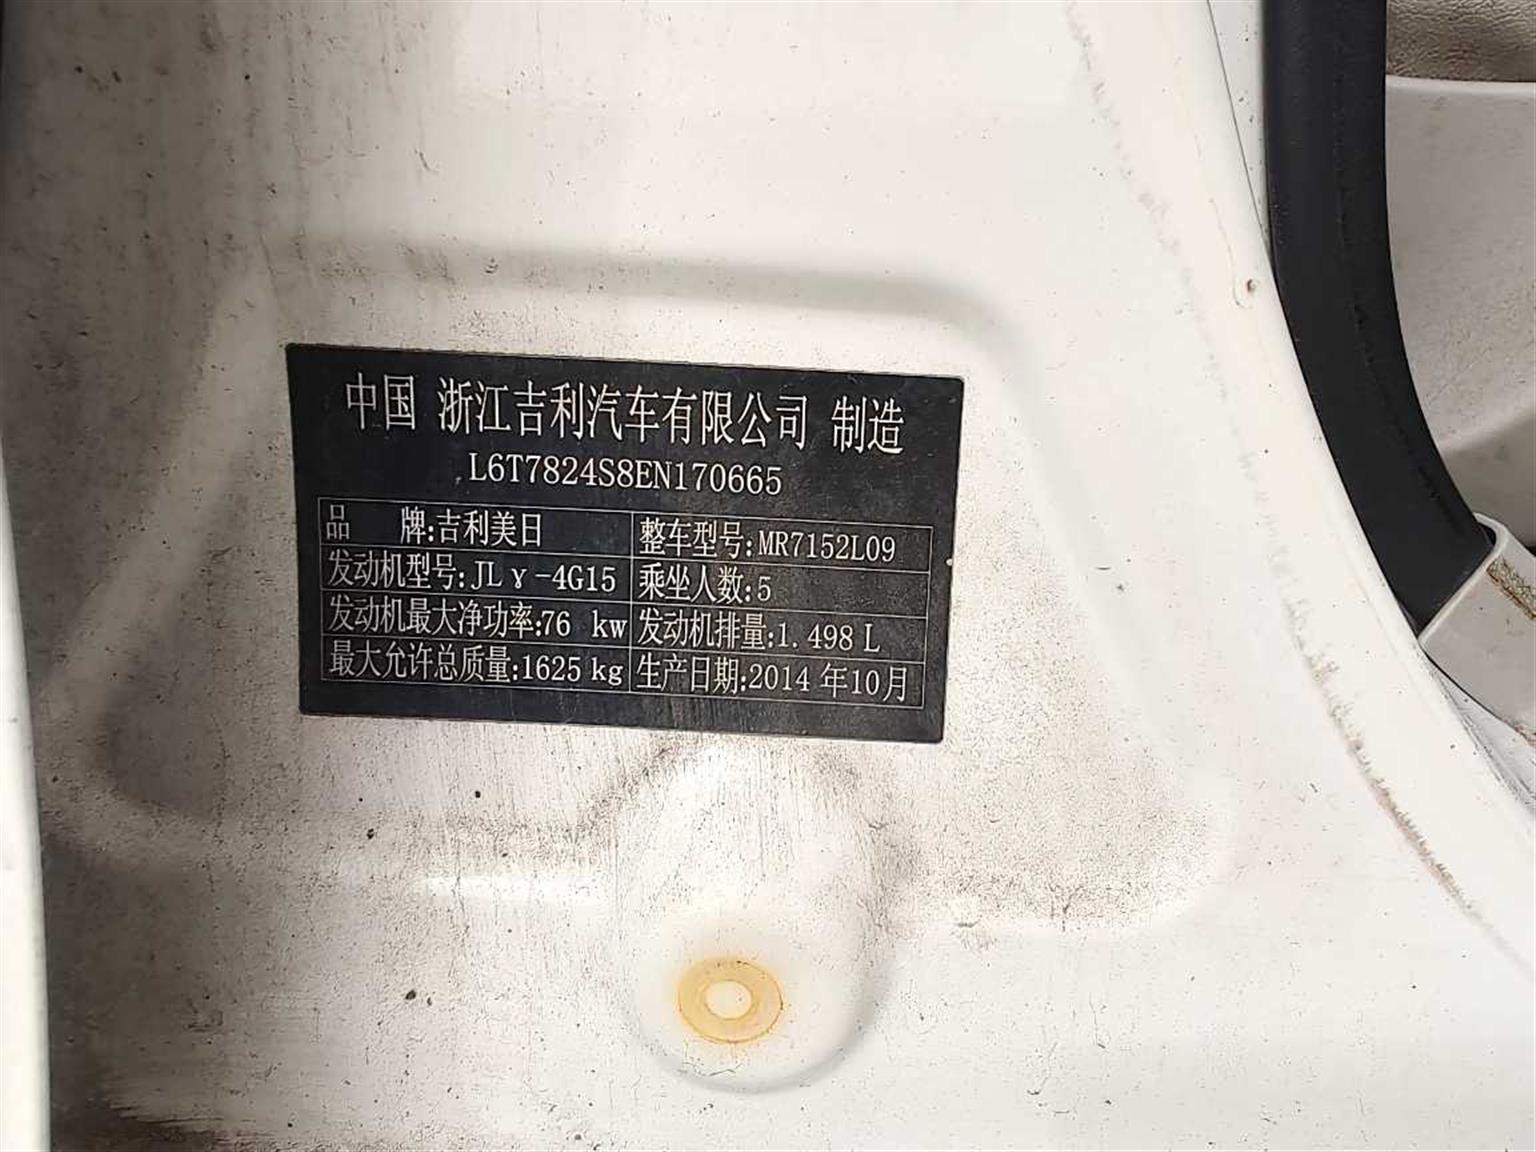 中国 浙江吉利汽车有限公司 制造
L6T7824S8EN170665
品 牌:吉利美日 整车型号:MR7152L09
发动机型号:JLγ-4G15 乘坐人数:5
发动机最大净功率:76 kw 发动机排量:1.498 L
最大允许总质量:1625 kg 生产日期:2014 年10月